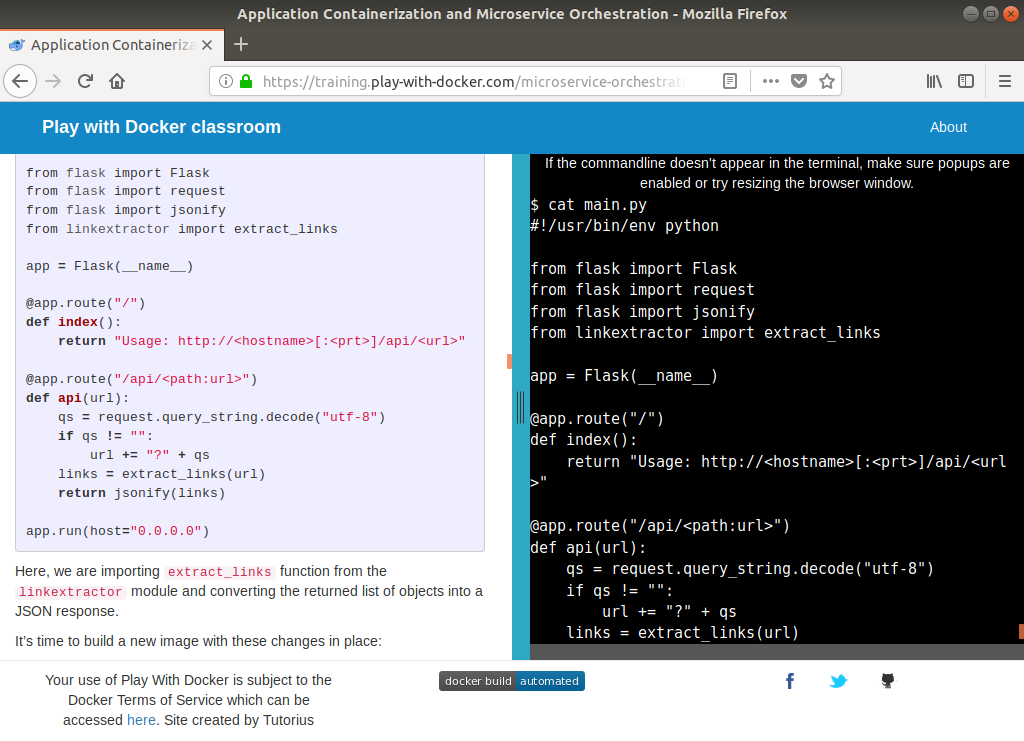 Application Containerization and Microservice Orchestration - Mozilla Firefox
Application Containeriza
https://training.play-with-docker.com/microservice-orchestrati
Play with Docker classroom
About
from flask import Flask
from flask import request
from flask import jsonify
from linkextractor import extract_links
app = Flask(__name__)
@app.route("/")
def index():
    return "Usage: http://<hostname>[:<prt>]/api/<url>"
@app.route("/api/<path:url>")
def api(url):
    qs = request.query_string.decode("utf-8")
    if qs != "":
        url += "?" + qs
    links = extract_links(url)
    return jsonify(links)
app.run(host="0.0.0.0")
Here, we are importing extract_links function from the
linkextractor module and converting the returned list of objects into a
JSON response.
It's time to build a new image with these changes in place:
If the commandline doesn't appear in the terminal, make sure popups are
enabled or try resizing the browser window.
$ cat main.py
#!/usr/bin/env python
from flask import Flask
from flask import request
from flask import jsonify
from linkextractor import extract_links
app = Flask(__name__)
@app.route("/")
def index():
    return "Usage: http://<hostname>[:<prt>]/api/<url
>"
@app.route("/api/<path:url>")
def api(url):
    qs = request.query_string.decode("utf-8")
    if qs != "":
        url += "?" + qs
    links = extract_links(url)
Your use of Play With Docker is subject to the
Docker Terms of Service which can be
accessed here. Site created by Tutorius
docker build automated